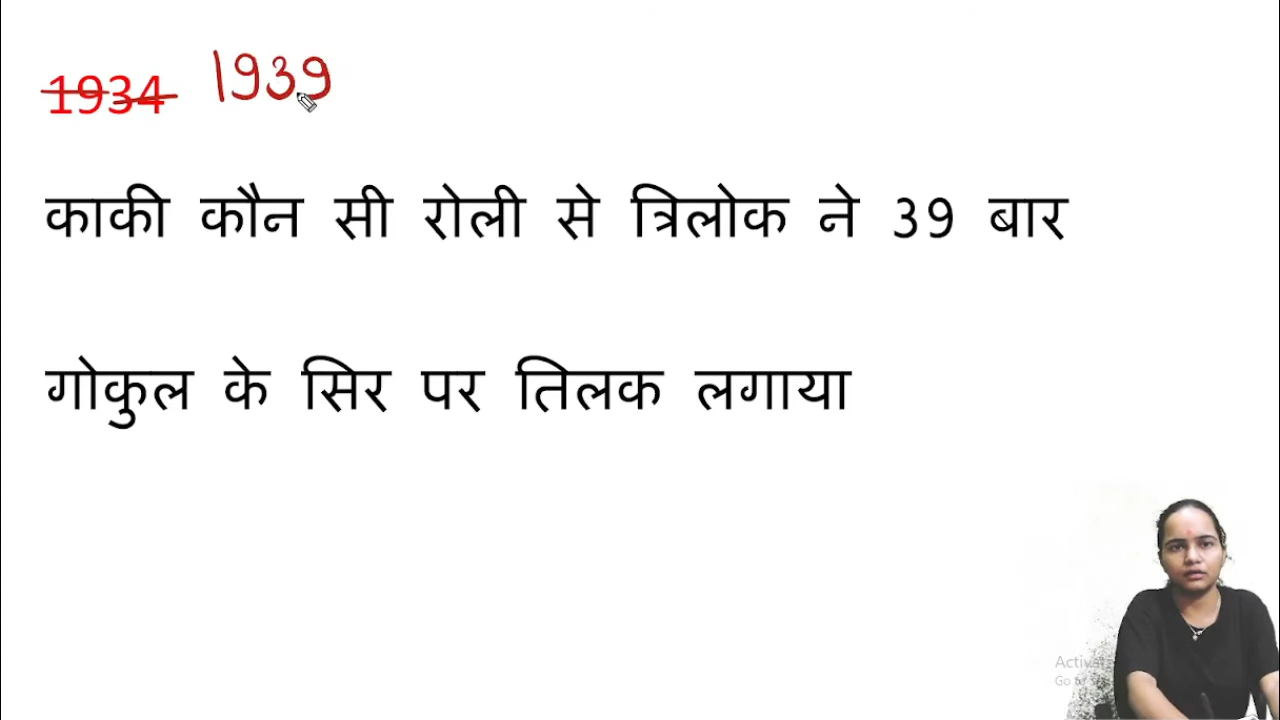 1934 1939
काकी कौन सी रोली से त्रिलोक ने 39 बार
गोकुल के सिर पर तिलक लगाया